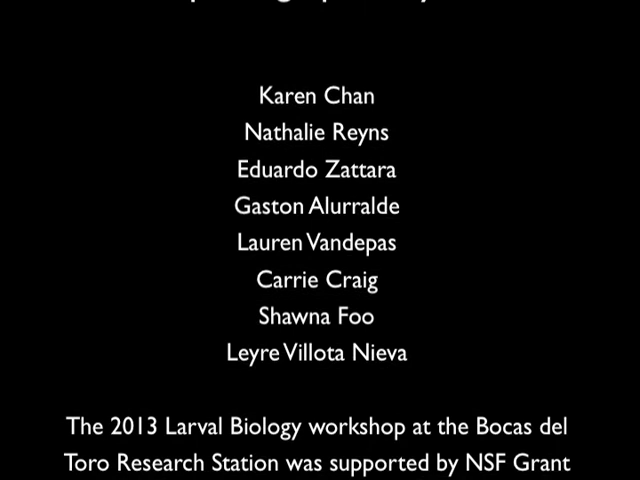 Karen Chan
Nathalie Reyns
Eduardo Zattara
Gaston Alurralde
Lauren Vandepas
Carrie Craig
Shawna Foo
Leyre Villota Nieva
The 2013 Larval Biology workshop at the Bocas del
Toro Research Station was supported by NSF Grant